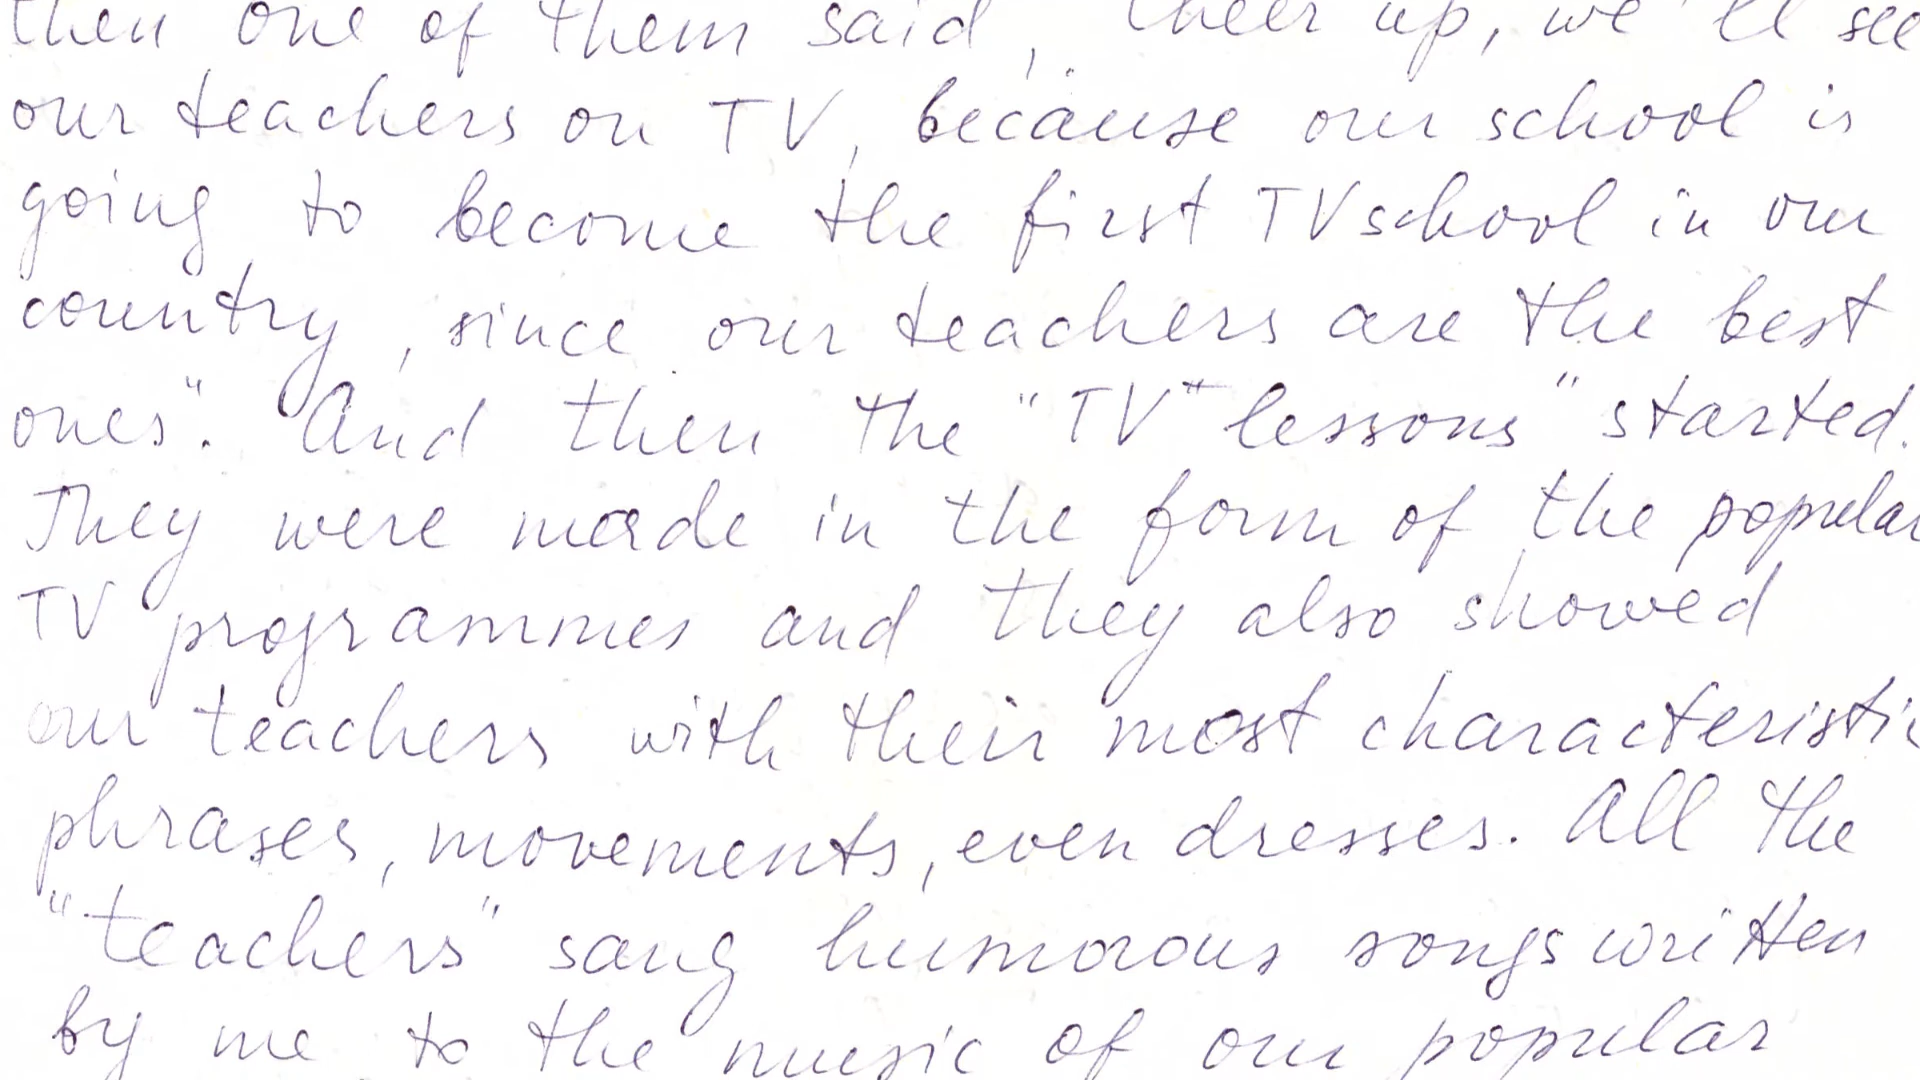 then one of them said, "Cheer up, we'll see
our teachers on TV, because our school is
going to become the first TV school in our
country, since our teachers are the best
ones". And then the "TV" lessons" started.
They were made in the form of the popular
TV programmes and they also showed
our teachers with their most characteristic
phrases, movements, even dresses. All the
"teachers" sang humorous songs written
by me to the music of our popular